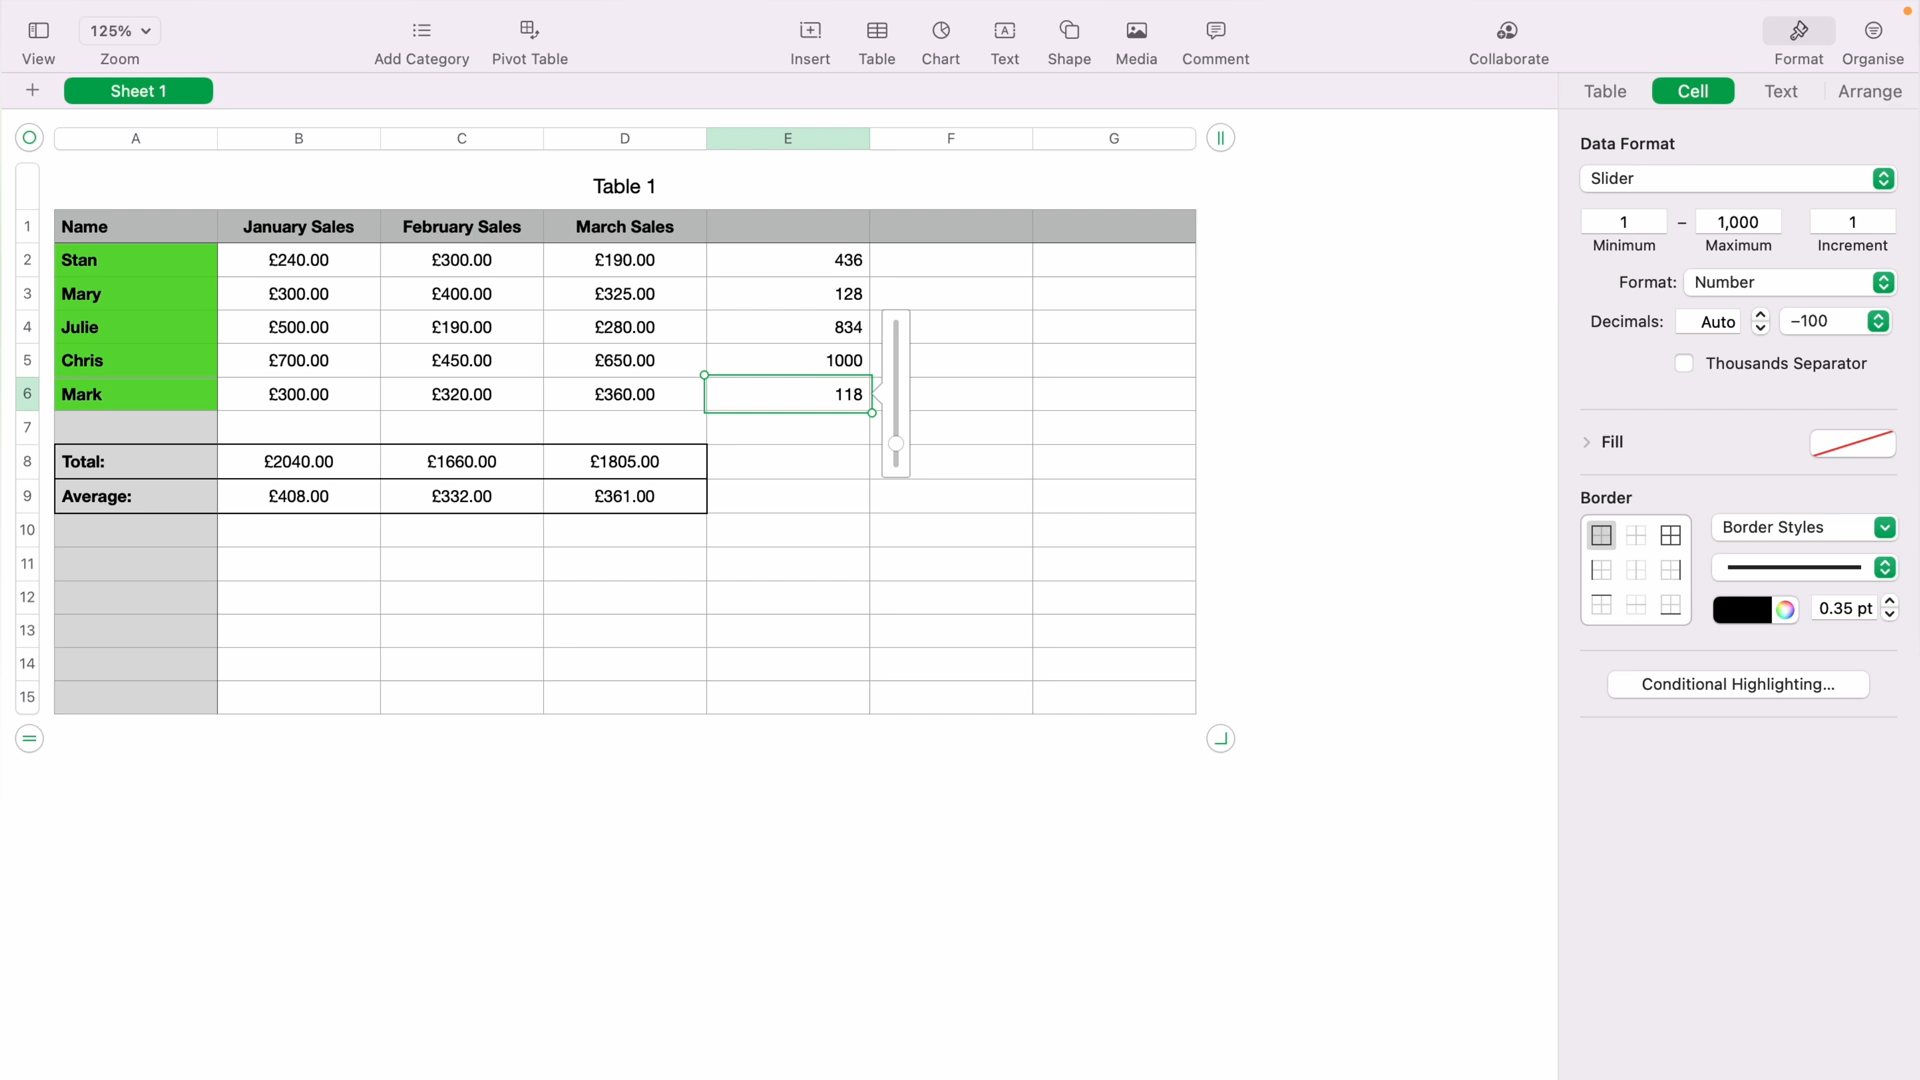 125%
View Zoom Add Category Pivot Table Insert Table Chart Text Shape Media Comment Collaborate Format Organise
+ Sheet 1
Table Cell Text Arrange
A B C D E F G
Table 1
1 Name January Sales February Sales March Sales
2 Stan £240.00 £300.00 £190.00 436
3 Mary £300.00 £400.00 £325.00 128
4 Julie £500.00 £190.00 £280.00 834
5 Chris £700.00 £450.00 £650.00 1000
6 Mark £300.00 £320.00 £360.00 118
7
8 Total: £2040.00 £1660.00 £1805.00
9 Average: £408.00 £332.00 £361.00
10
11
12
13
14
15
Data Format
Slider
1 – 1,000 1
Minimum Maximum Increment
Format: Number
Decimals: Auto –100
Thousands Separator
Fill
Border
Border Styles
0.35 pt
Conditional Highlighting...